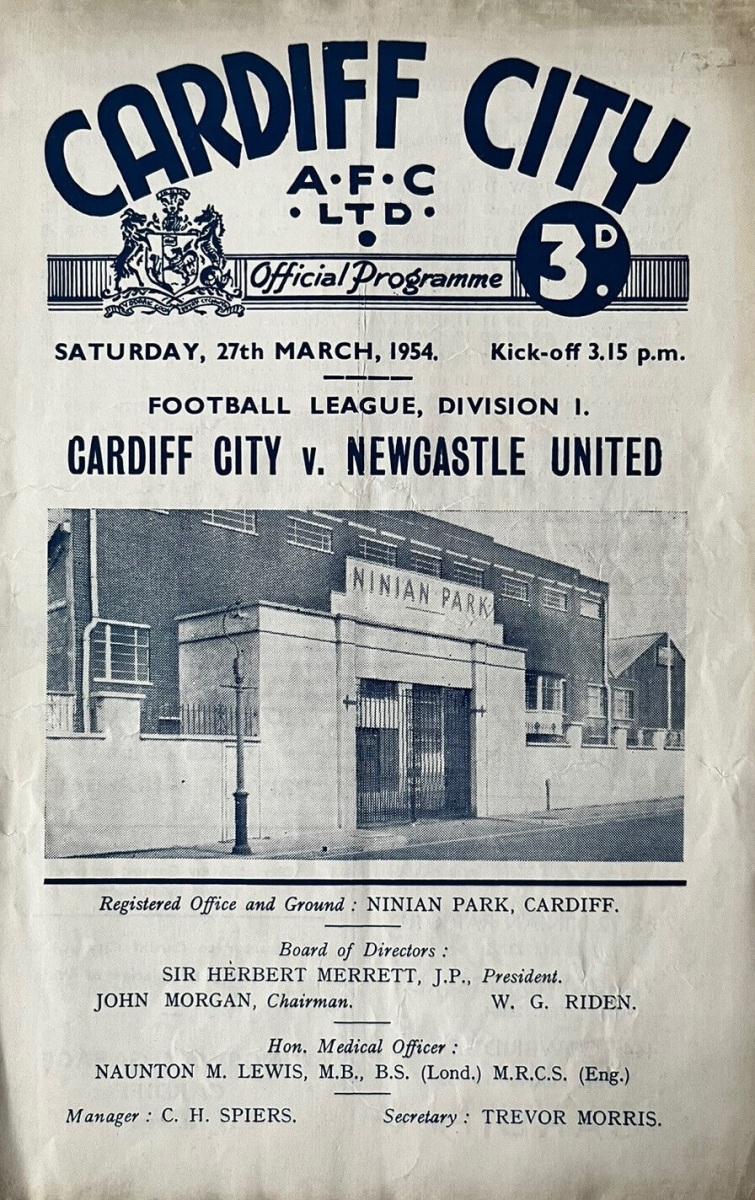 CARDIFF CITY
A·F·C
·LTD·
Official Programme
3D.
SATURDAY, 27th MARCH, 1954. Kick-off 3.15 p.m.
FOOTBALL LEAGUE, DIVISION 1.
CARDIFF CITY v. NEWCASTLE UNITED
NINIAN PARK
Registered Office and Ground : NINIAN PARK, CARDIFF.
Board of Directors :
SIR HERBERT MERRETT, J.P., President.
JOHN MORGAN, Chairman. W. G. RIDEN.
Hon. Medical Officer :
NAUNTON M. LEWIS, M.B., B.S. (Lond.) M.R.C.S. (Eng.)
Manager : C. H. SPIERS. Secretary : TREVOR MORRIS.